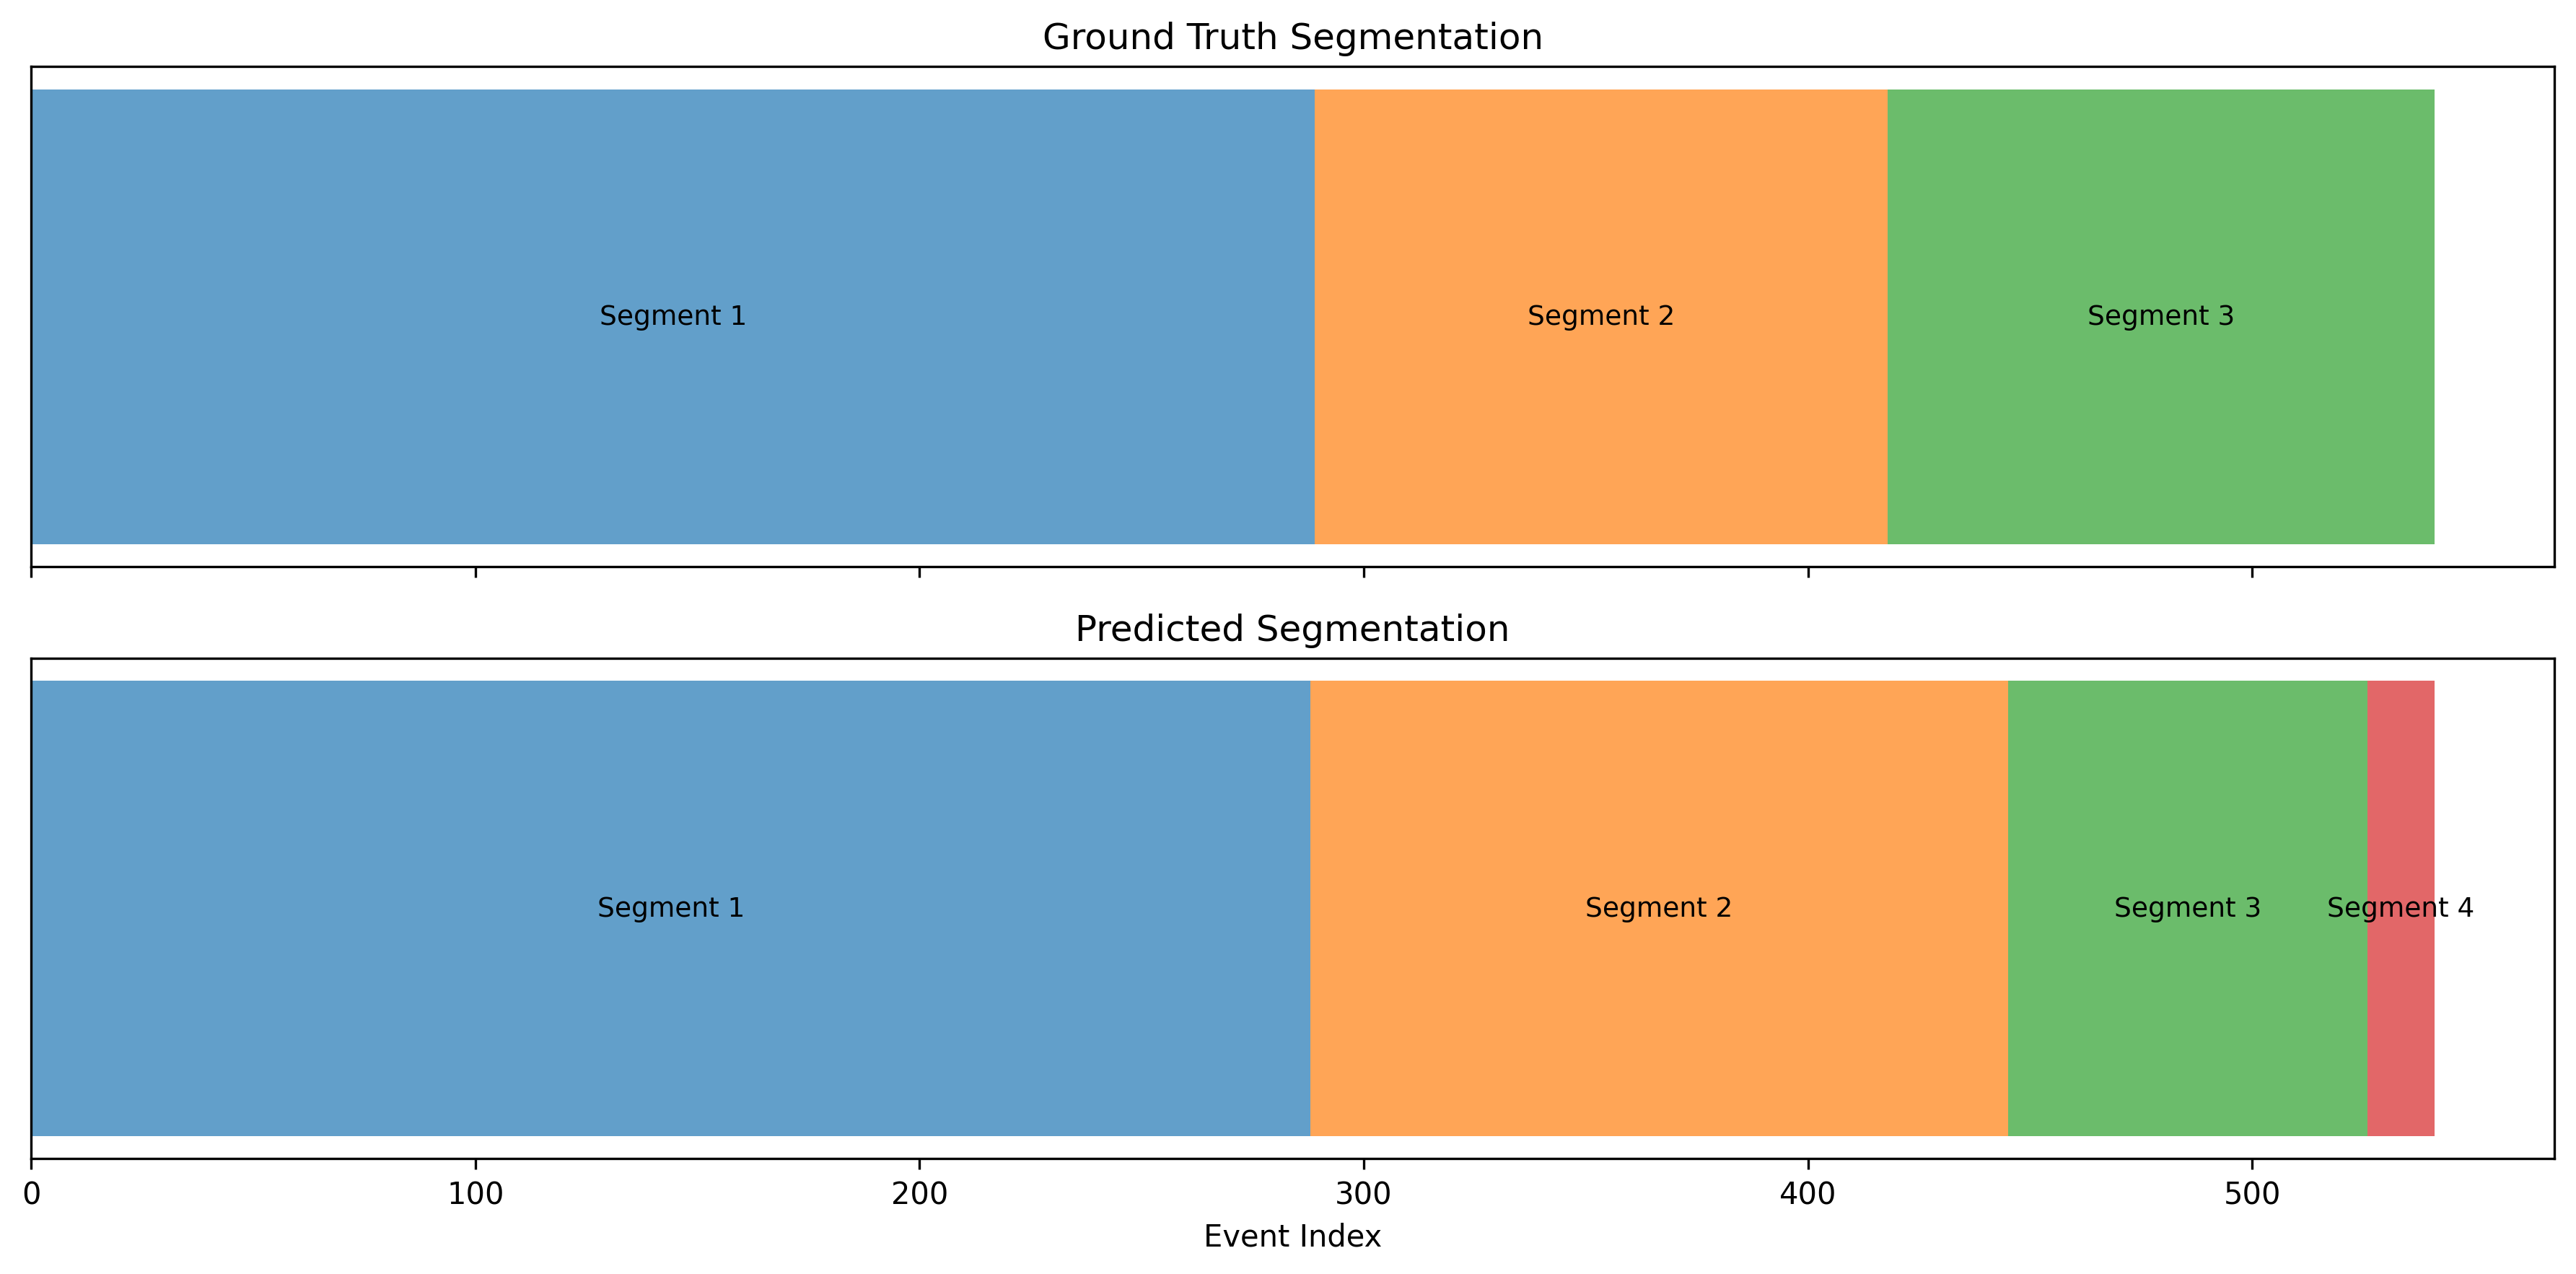 Ground Truth Segmentation
Segment 1 Segment 2 Segment 3
Predicted Segmentation
Segment 1 Segment 2 Segment 3 Segment 4
0 100 200 300 400 500
Event Index